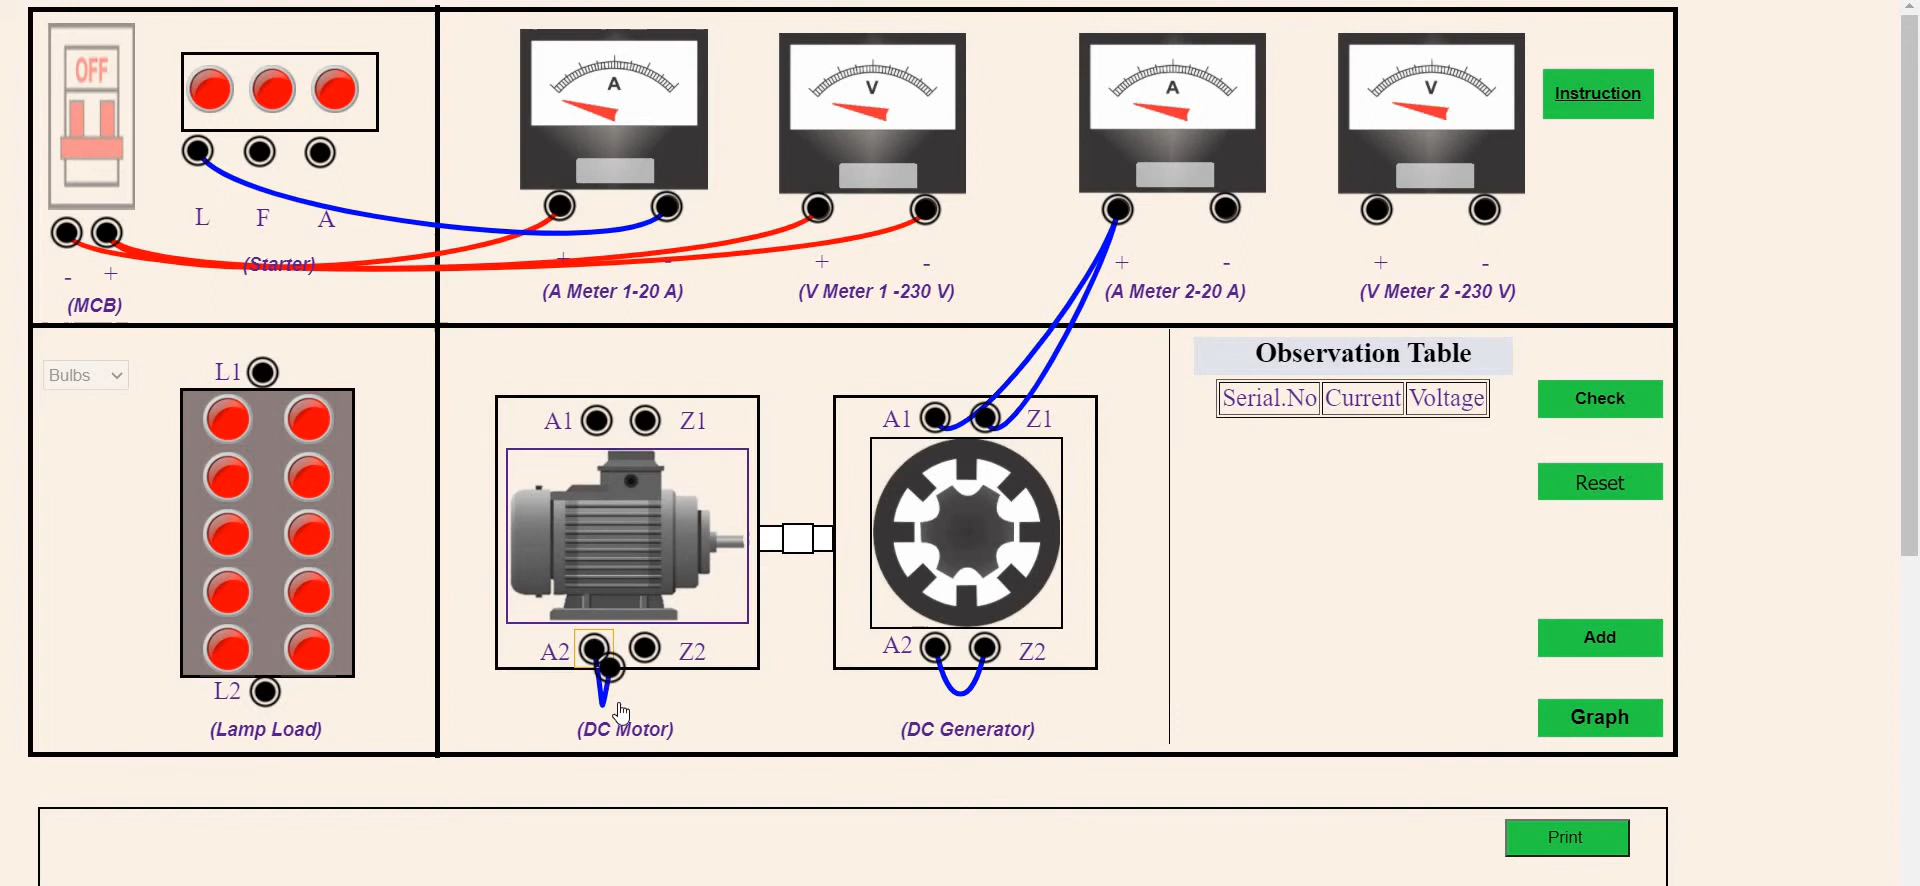 OFF
A
V
A
V
Instruction
L F A
(Starter)
- +
(MCB)
+ -
(A Meter 1-20 A)
+ -
(V Meter 1 -230 V)
+ -
(A Meter 2-20 A)
+ -
(V Meter 2 -230 V)
Bulbs
L1
L2
(Lamp Load)
A1 Z1
A2 Z2
(DC Motor)
A1 Z1
A2 Z2
(DC Generator)
Observation Table
Serial.No Current Voltage
Check
Reset
Add
Graph
Print